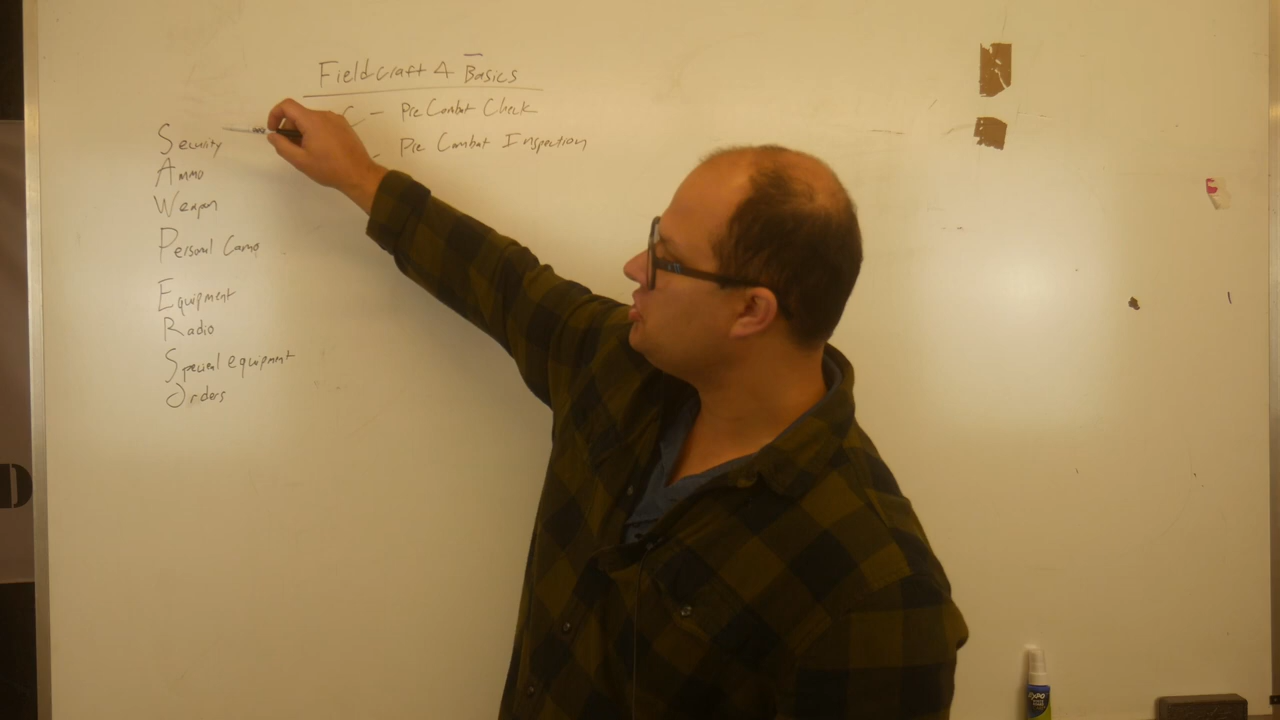 Fieldcraft 4 Basics
C - Pre Combat Check
- Pre Combat Inspection
Security
Ammo
Weapon
Personal Camo
Equipment
Radio
Special equipment
Orders
D
EXPO